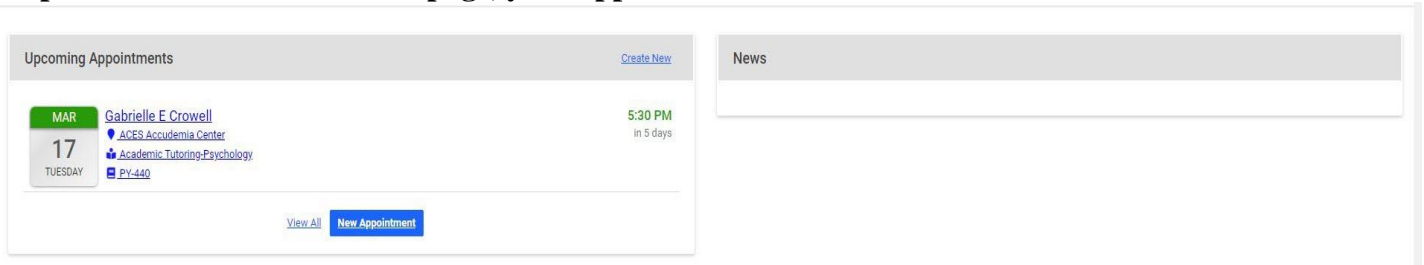 Upcoming Appointments
Create New
News
MAR
17
TUESDAY
Gabrielle E Crowell
ACES Accudemia Center
Academic Tutoring-Psychology
PY-440
5:30 PM
in 5 days
View All
New Appointment